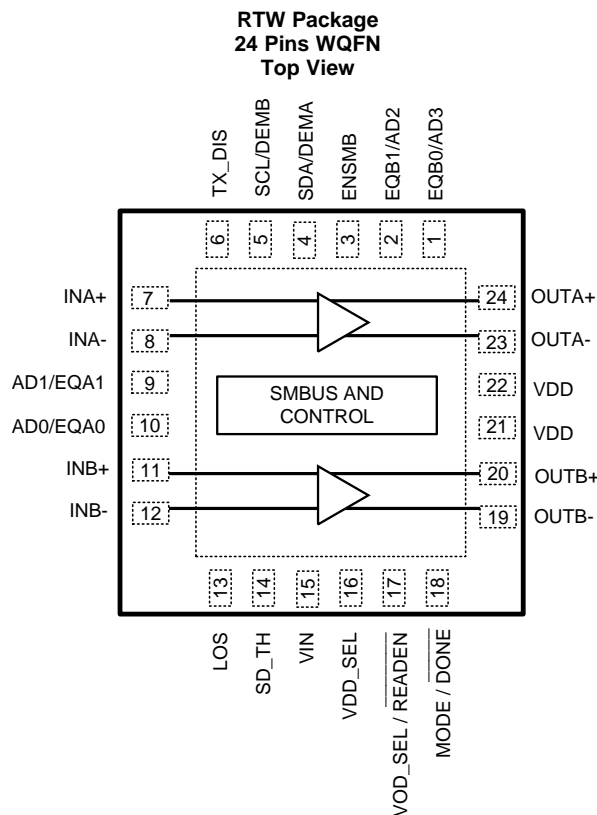 RTW Package
24 Pins WQFN
Top View
TX_DIS
SCL/DEMB
SDA/DEMA
ENSMB
EQB1/AD2
EQB0/AD3
6
5
4
3
2
1
INA+
7
24
OUTA+
INA-
8
23
OUTA-
AD1/EQA1
9
22
VDD
AD0/EQA0
10
21
VDD
SMBUS AND
CONTROL
INB+
11
20
OUTB+
INB-
12
19
OUTB-
13
14
15
16
17
18
LOS
SD_TH
VIN
VDD_SEL
VOD_SEL / READEN
MODE / DONE